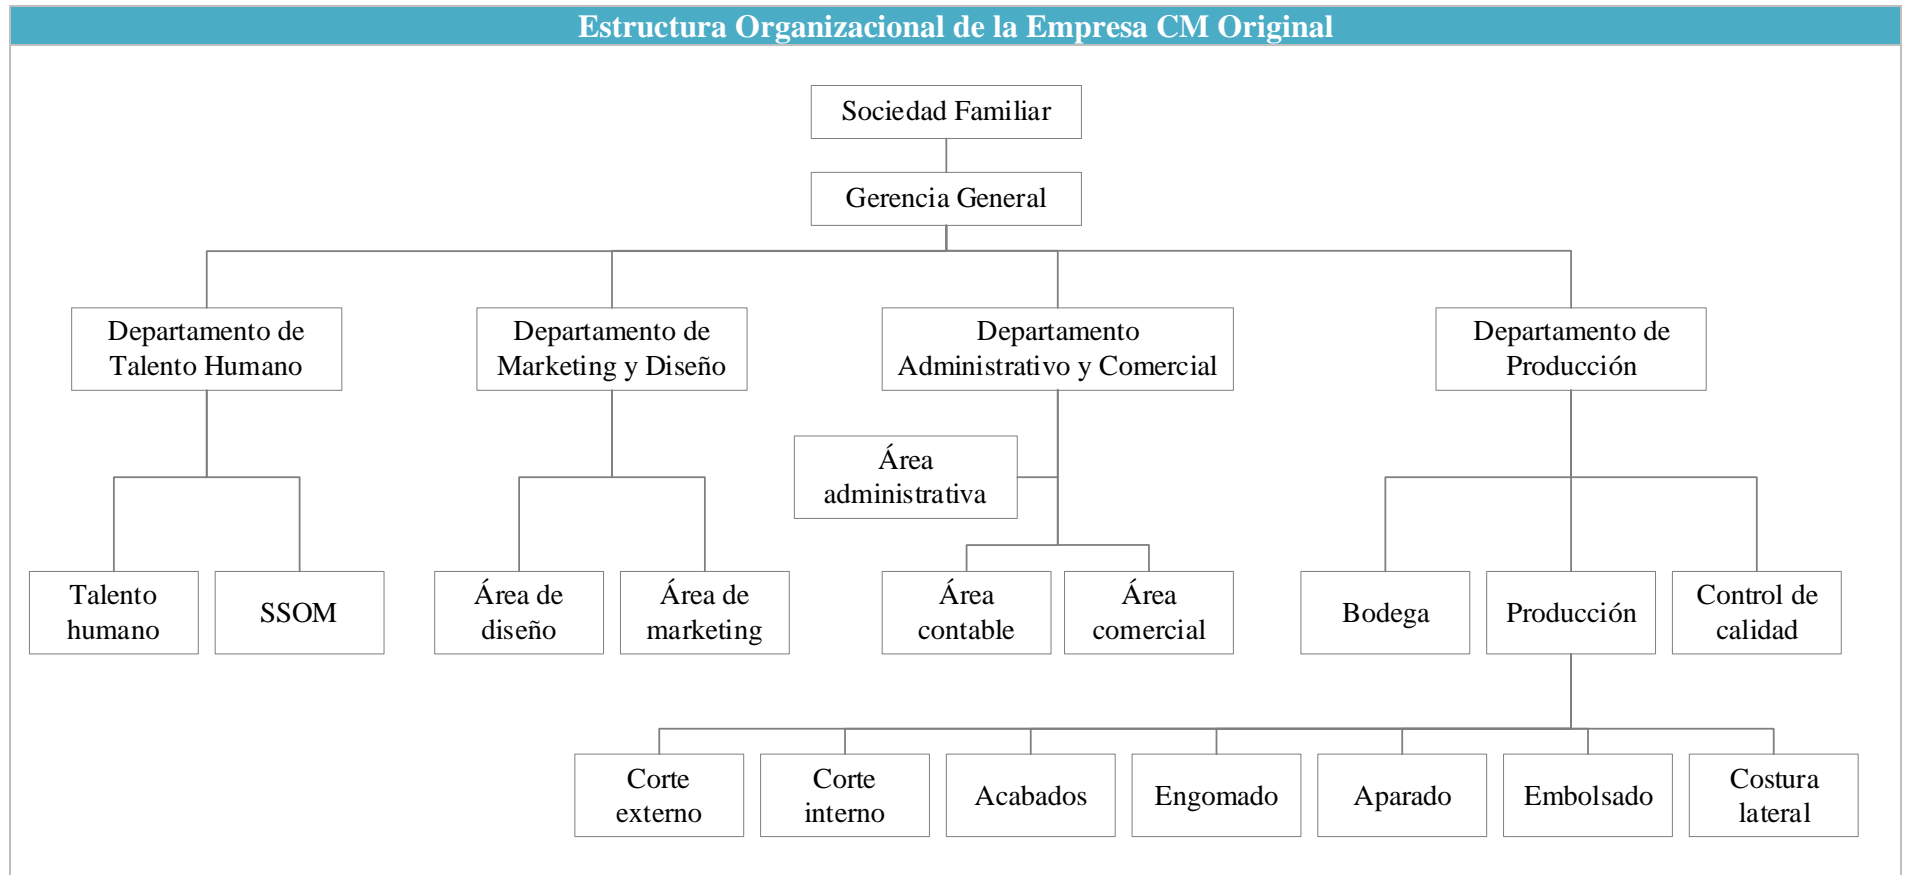 Estructura Organizacional de la Empresa CM Original
Sociedad Familiar
Gerencia General
Departamento de
Talento Humano
Departamento de
Marketing y Diseño
Departamento
Administrativo y Comercial
Departamento de
Producción
Área
administrativa
Talento
humano
SSOM
Área de
diseño
Área de
marketing
Área
contable
Área
comercial
Bodega
Producción
Control de
calidad
Corte
externo
Corte
interno
Acabados
Engomado
Aparado
Embolsado
Costura
lateral